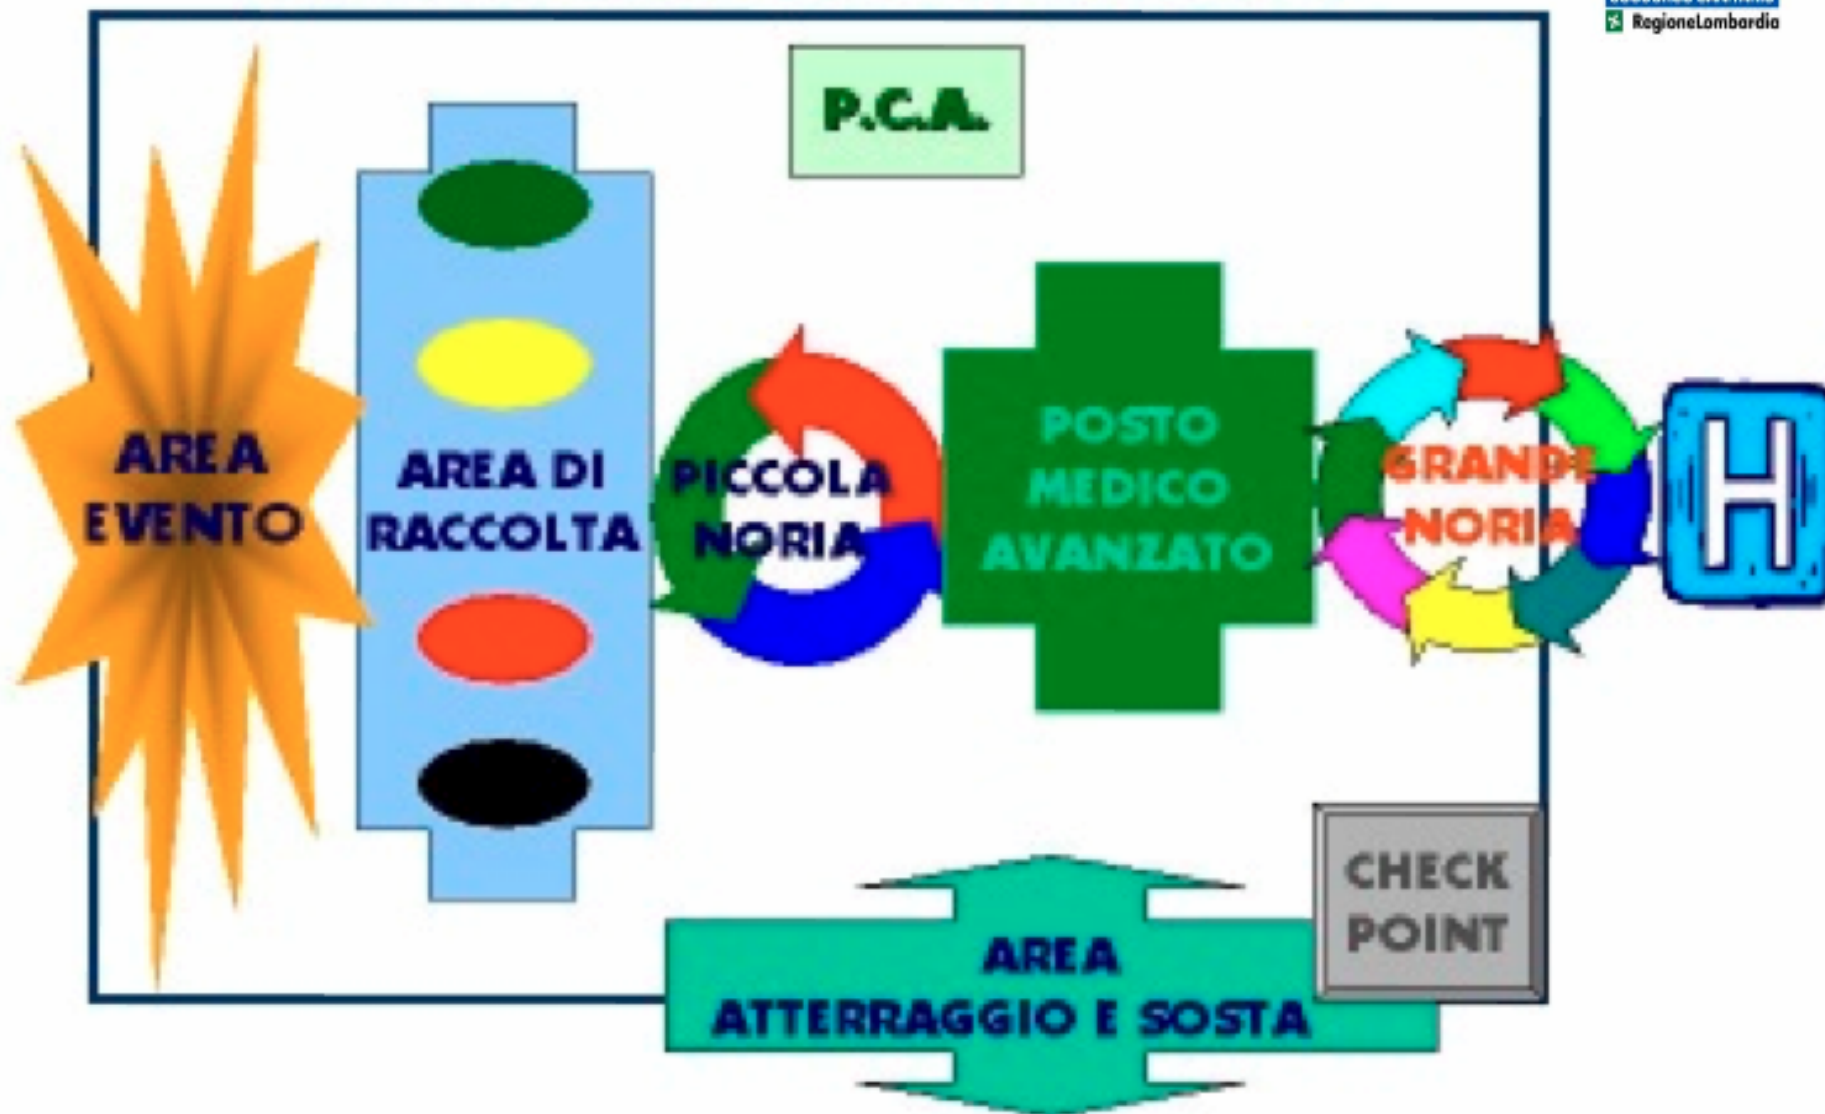 RegioneLombardia
P.C.A.
AREA
EVENTO
AREA DI
RACCOLTA
PICCOLA
NORIA
POSTO
MEDICO
AVANZATO
GRANDE
NORIA
H
CHECK
POINT
AREA
ATTERRAGGIO E SOSTA